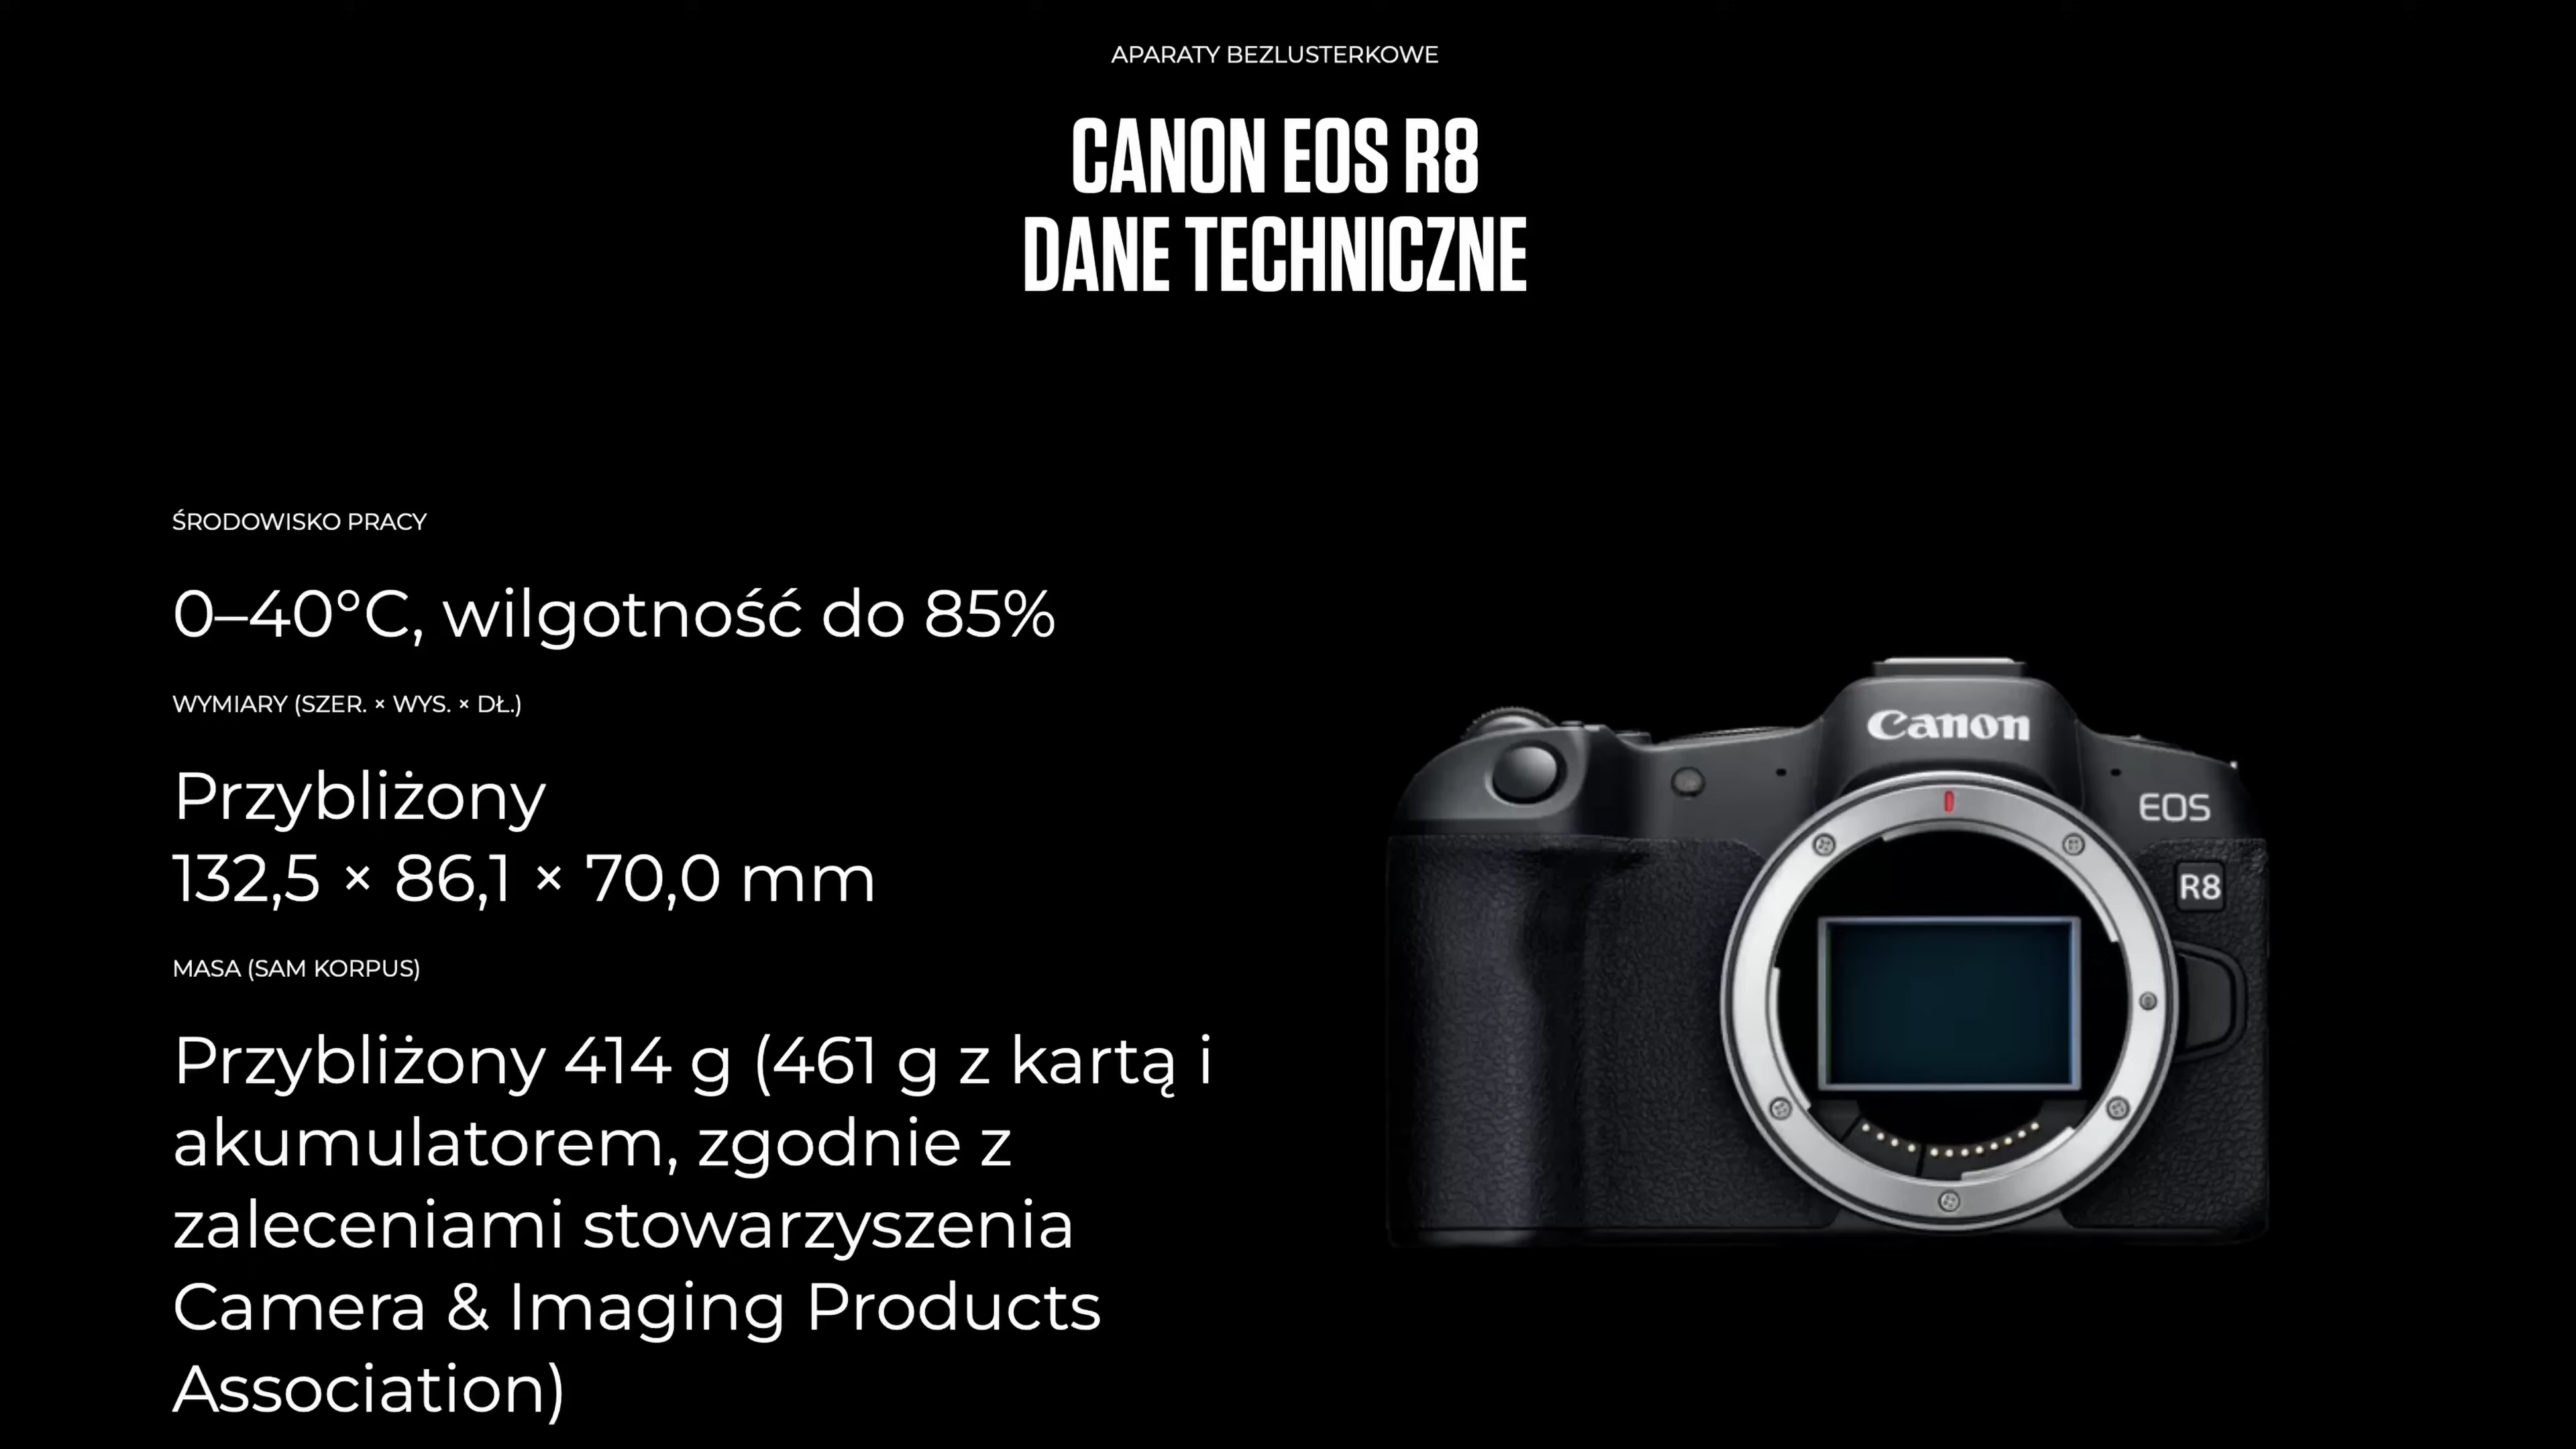 APARATY BEZLUSTERKOWE
CANON EOS R8
DANE TECHNICZNE
ŚRODOWISKO PRACY
0–40°C, wilgotność do 85%
WYMIARY (SZER. × WYS. × DŁ.)
Przybliżony
132,5 × 86,1 × 70,0 mm
MASA (SAM KORPUS)
Przybliżony 414 g (461 g z kartą i
akumulatorem, zgodnie z
zaleceniami stowarzyszenia
Camera & Imaging Products
Association)
Canon
EOS
R8